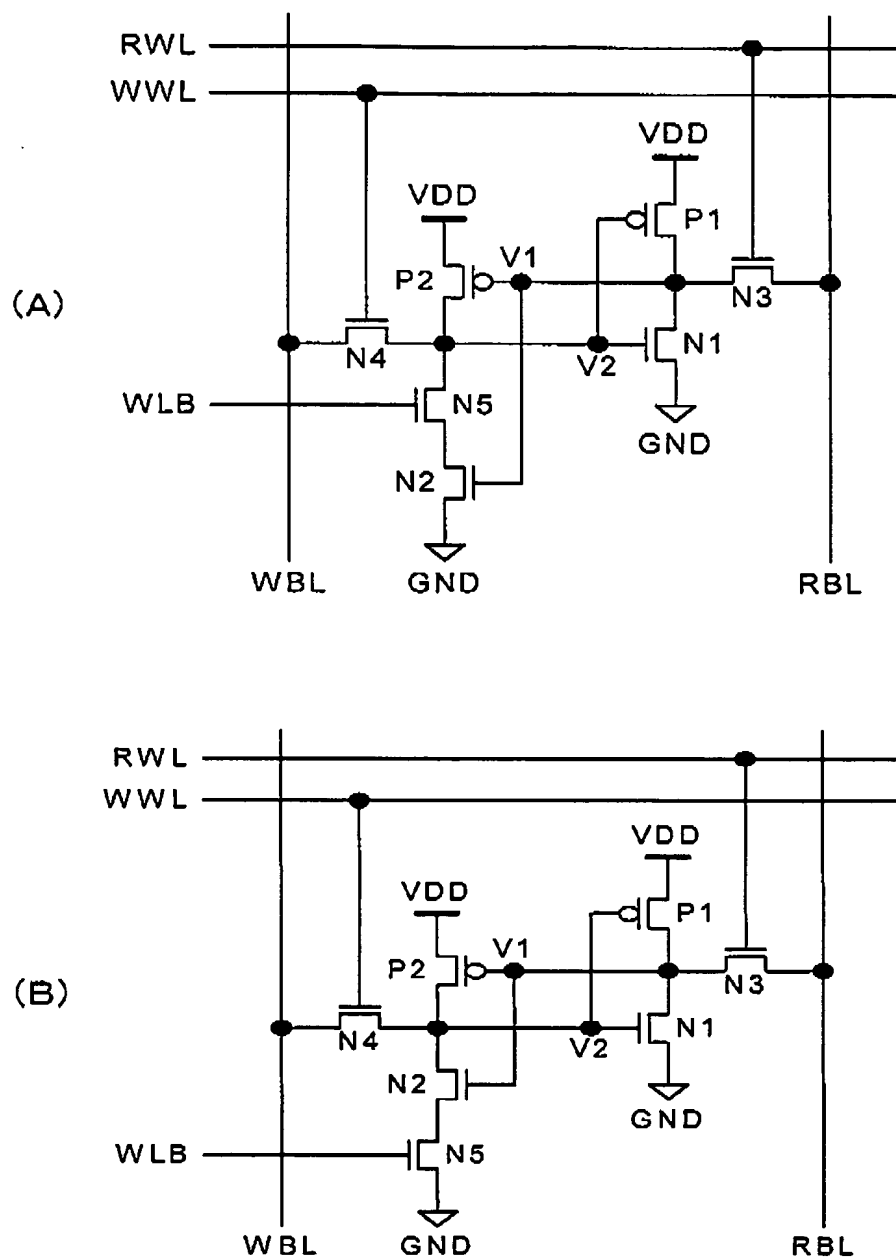 RWL
WWL
VDD
VDD
P1
P2
V1
(A)
N3
N4
V2
N1
WLB
N5
GND
N2
WBL
GND
RBL
RWL
WWL
VDD
VDD
P1
P2
V1
(B)
N3
N4
V2
N1
N2
GND
WLB
N5
WBL
GND
RBL